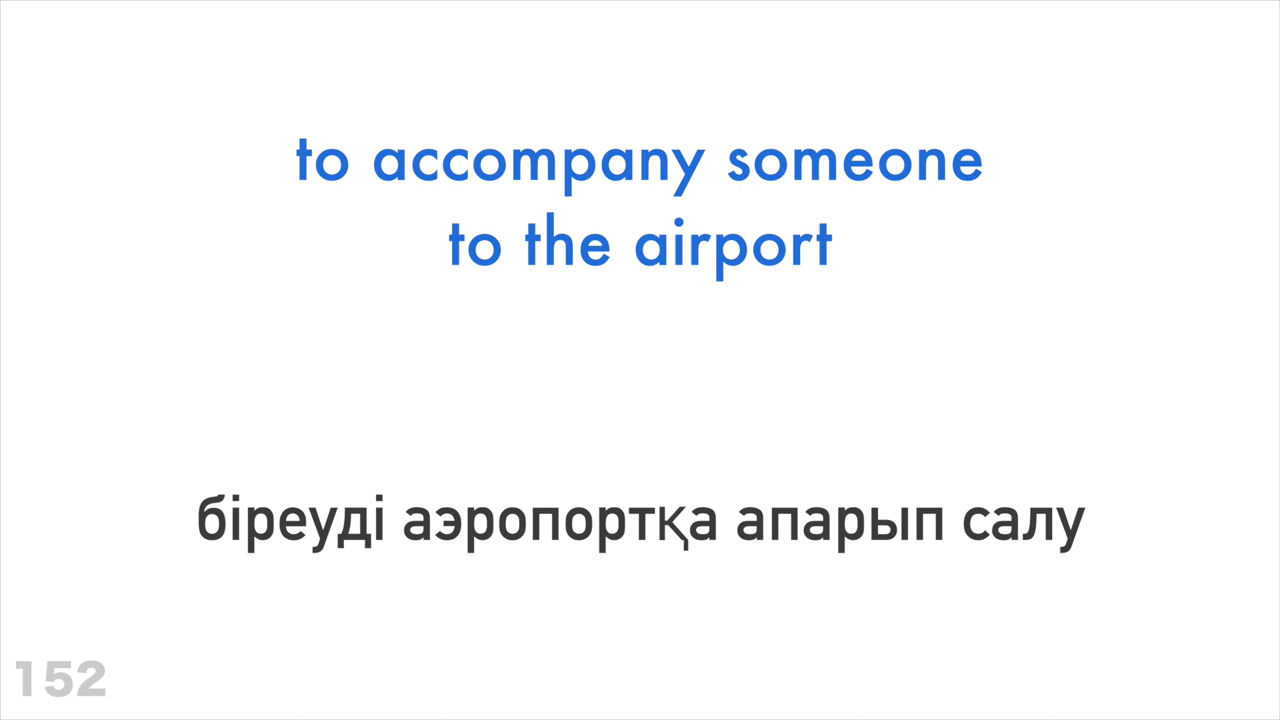 to accompany someone
to the airport
біреуді аэропортқа апарып салу
152